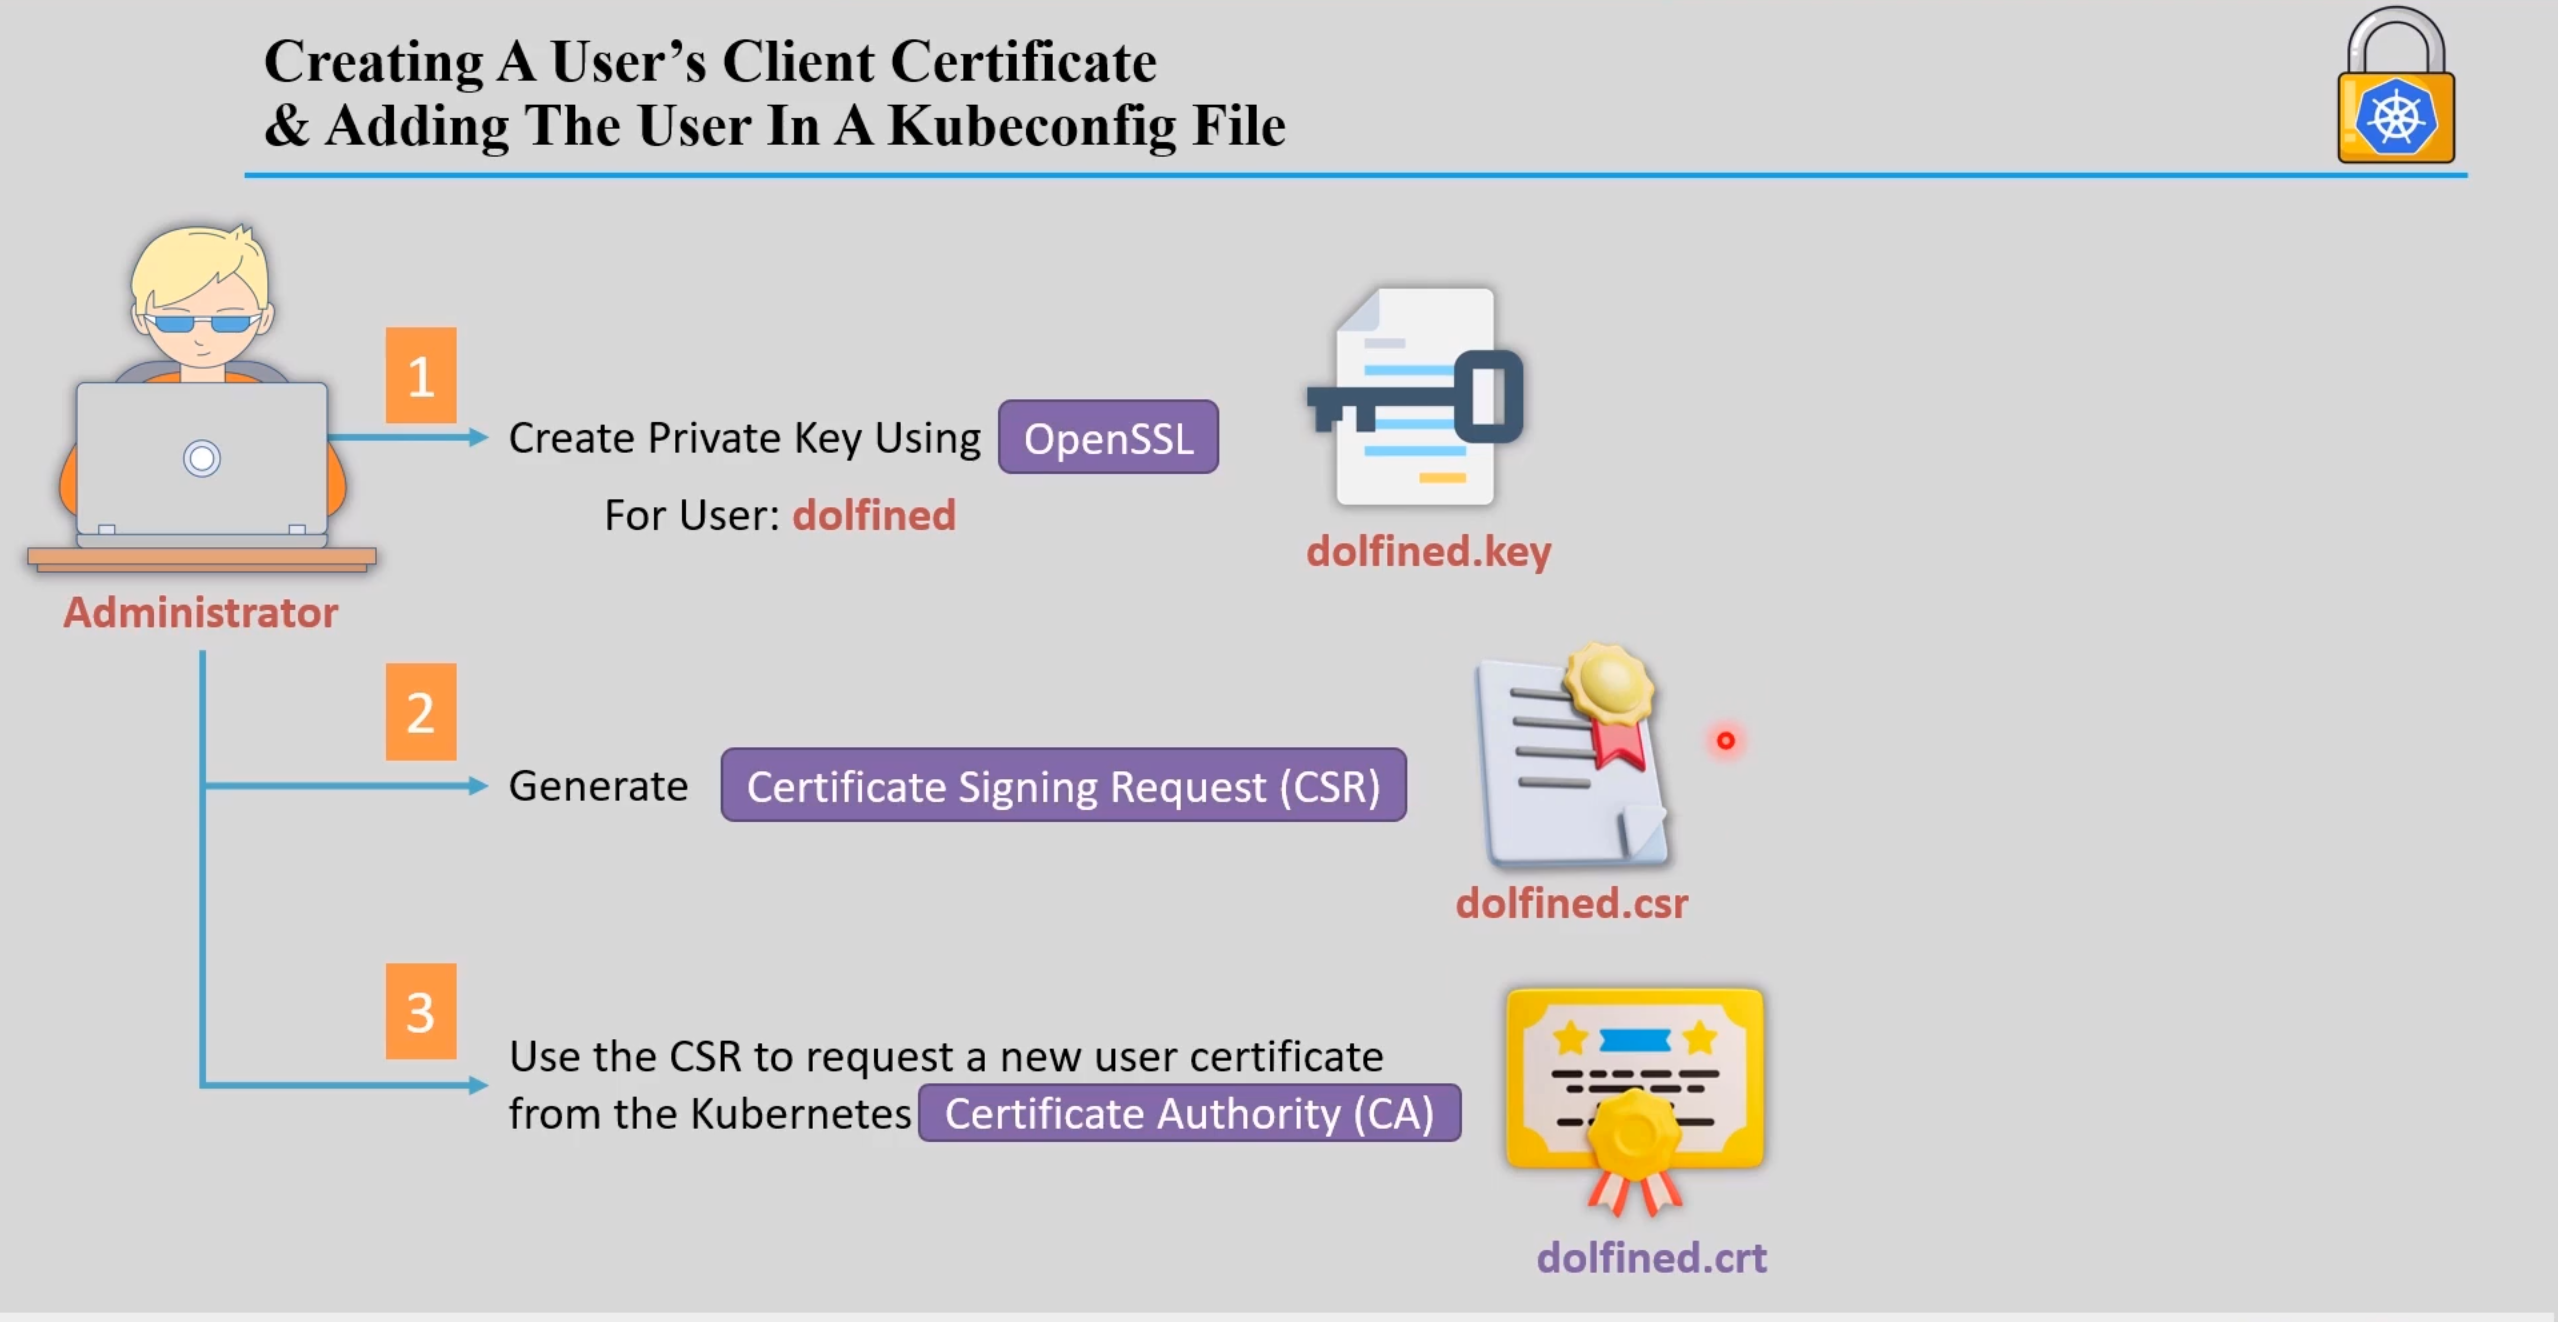 Creating A User’s Client Certificate
& Adding The User In A Kubeconfig File
1
Create Private Key Using OpenSSL
For User: dolfined
dolfined.key
Administrator
2
Generate Certificate Signing Request (CSR)
dolfined.csr
3
Use the CSR to request a new user certificate
from the Kubernetes Certificate Authority (CA)
dolfined.crt